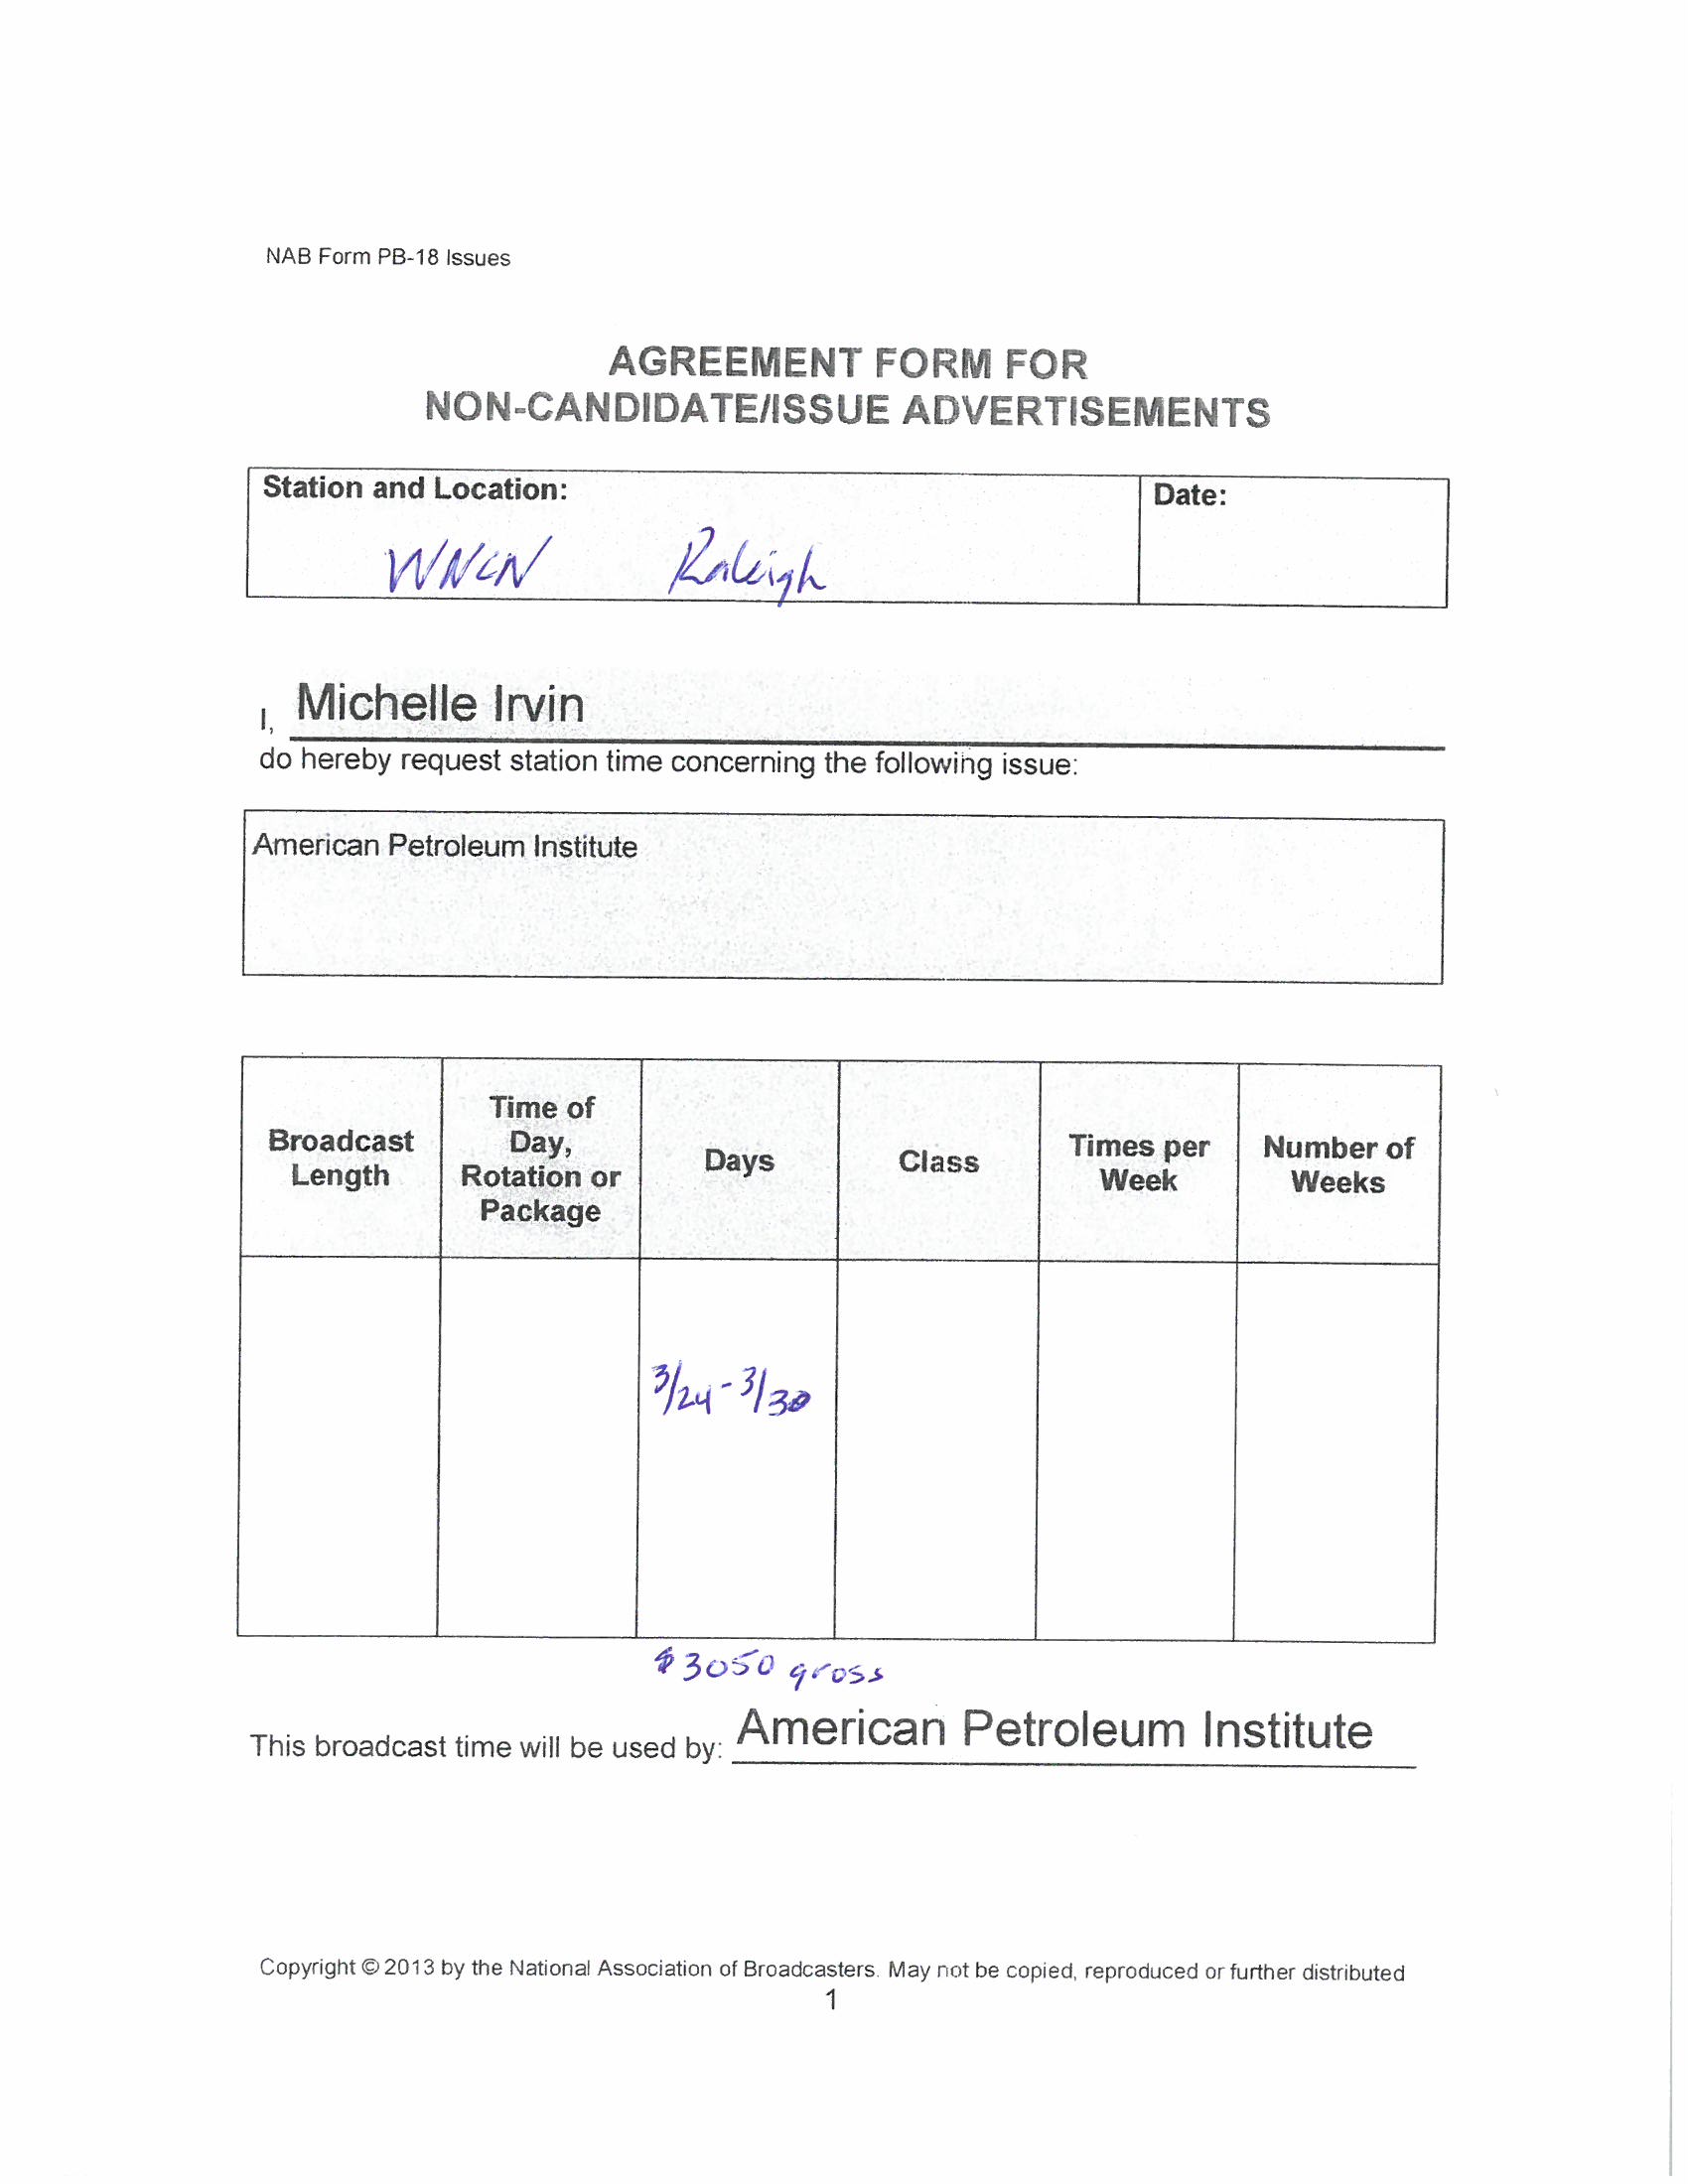 NAB Form PB-18 Issues
AGREEMENT FORM FOR
NON-CANDIDATE/ISSUE ADVERTISEMENTS
Station and Location:
Date:
WNCN Raleigh
I, Michelle Irvin
do hereby request station time concerning the following issue:
American Petroleum Institute
Broadcast Length
Time of Day, Rotation or Package
Days
Class
Times per Week
Number of Weeks
3/24 - 3/30
$3050 gross
This broadcast time will be used by: American Petroleum Institute
Copyright © 2013 by the National Association of Broadcasters. May not be copied, reproduced or further distributed
1